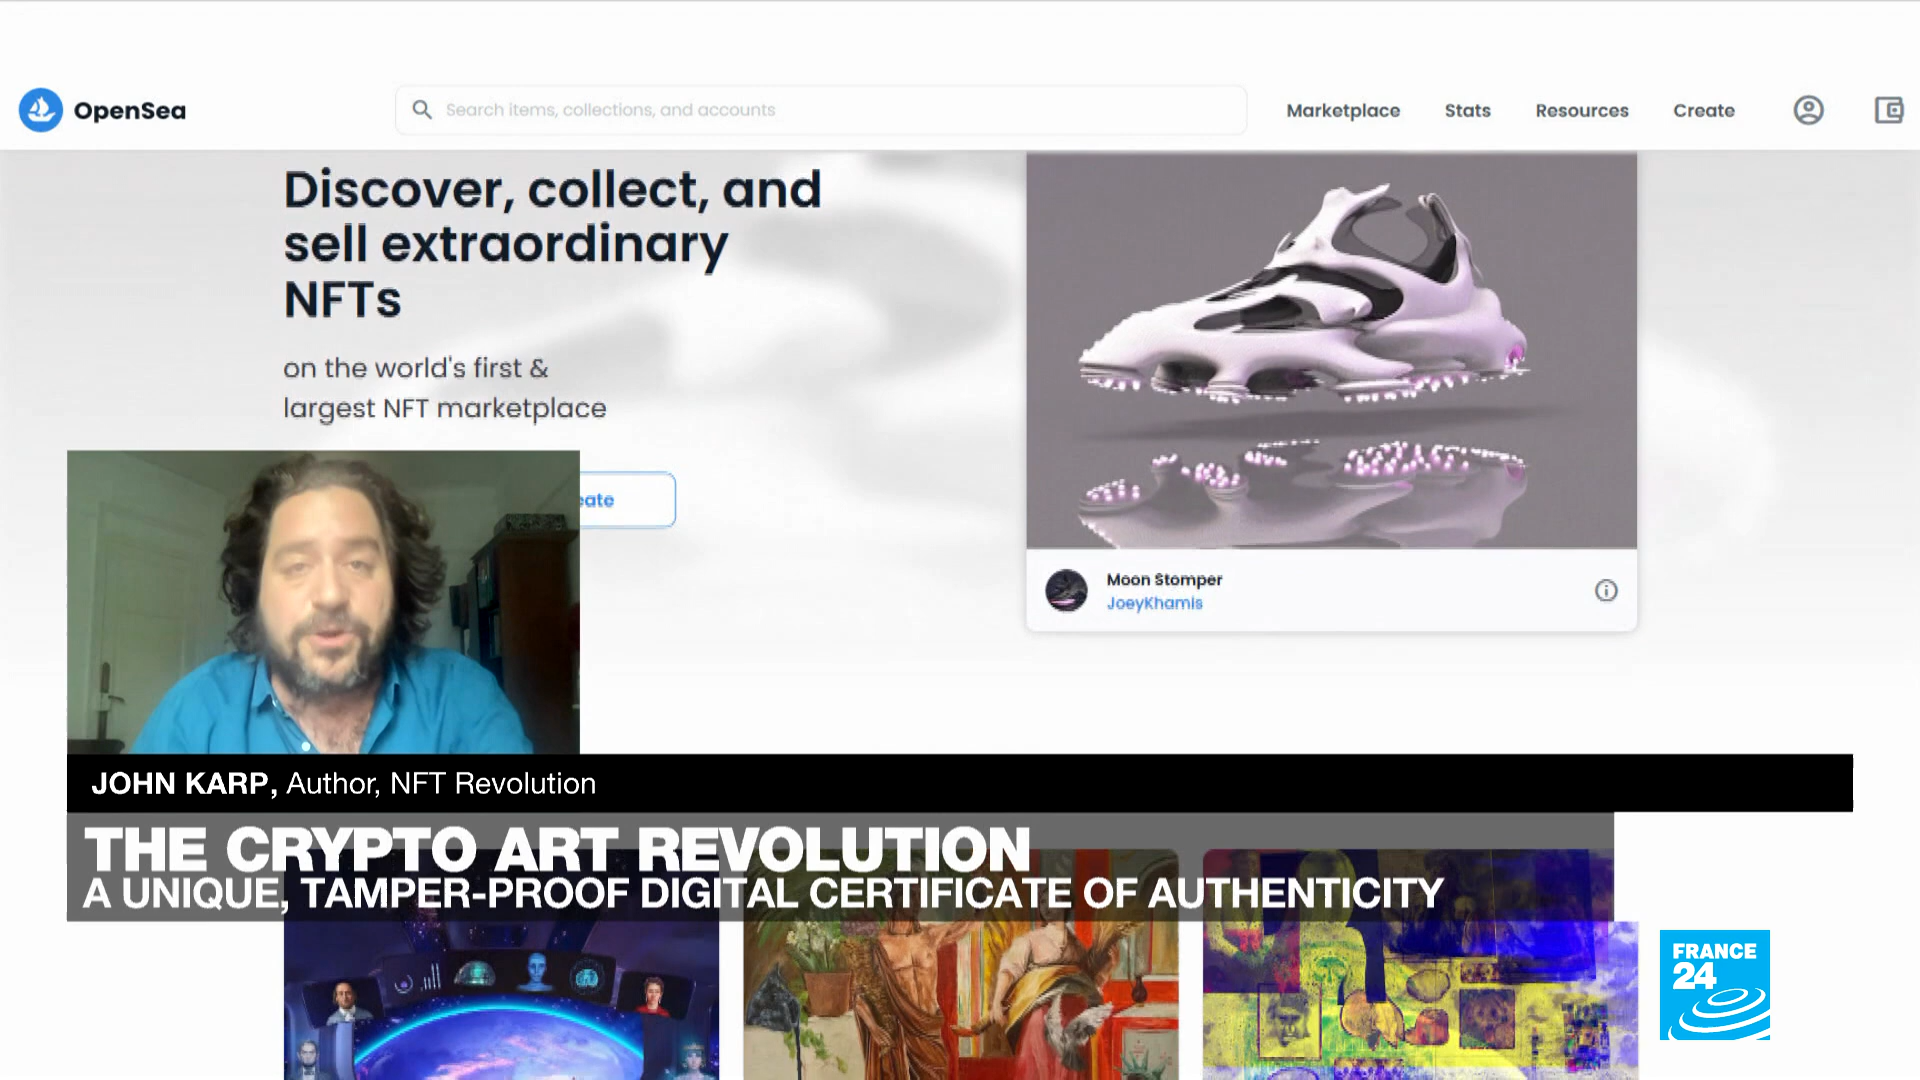 OpenSea
Search items, collections, and accounts
Marketplace
Stats
Resources
Create
Discover, collect, and
sell extraordinary
NFTs
on the world's first &
largest NFT marketplace
eate
Moon Stomper
JoeyKhamis
JOHN KARP, Author, NFT Revolution
THE CRYPTO ART REVOLUTION
A UNIQUE, TAMPER-PROOF DIGITAL CERTIFICATE OF AUTHENTICITY
FRANCE
24